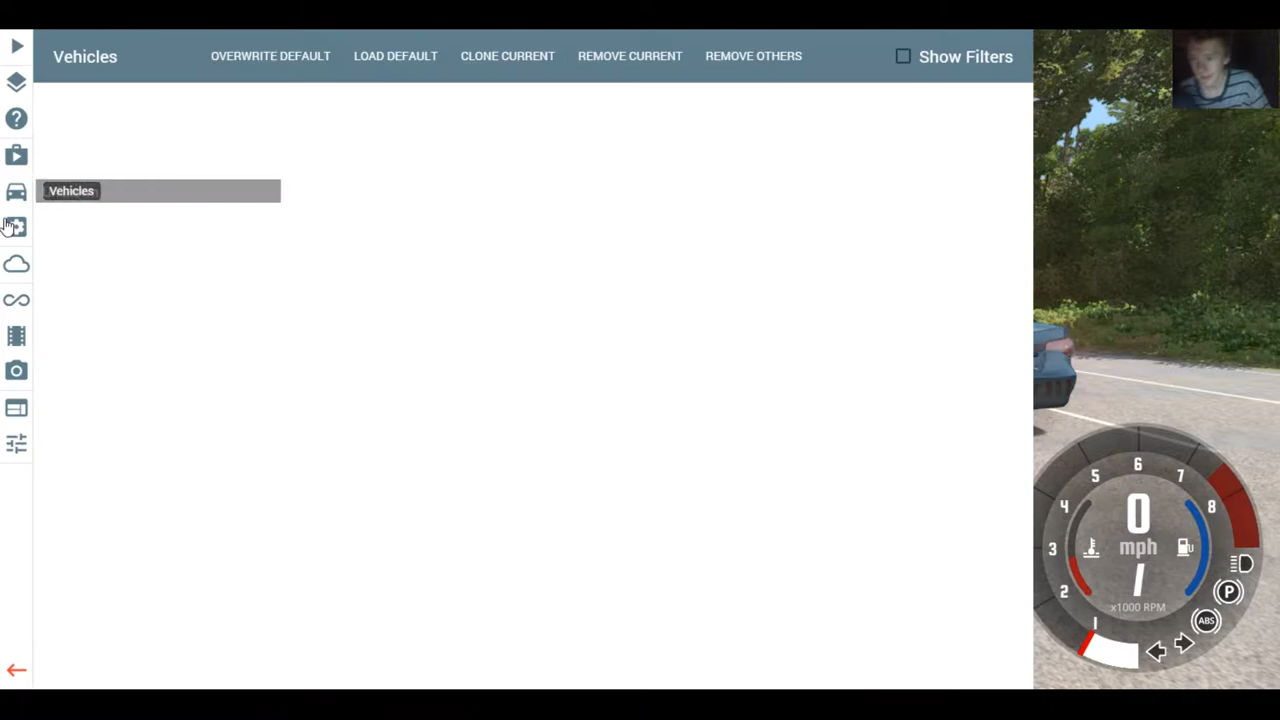 Vehicles OVERWRITE DEFAULT LOAD DEFAULT CLONE CURRENT REMOVE CURRENT REMOVE OTHERS Show Filters
Vehicles
6
5 7
4 0 8
3 mph
2 1
x1000 RPM
P
1 ABS